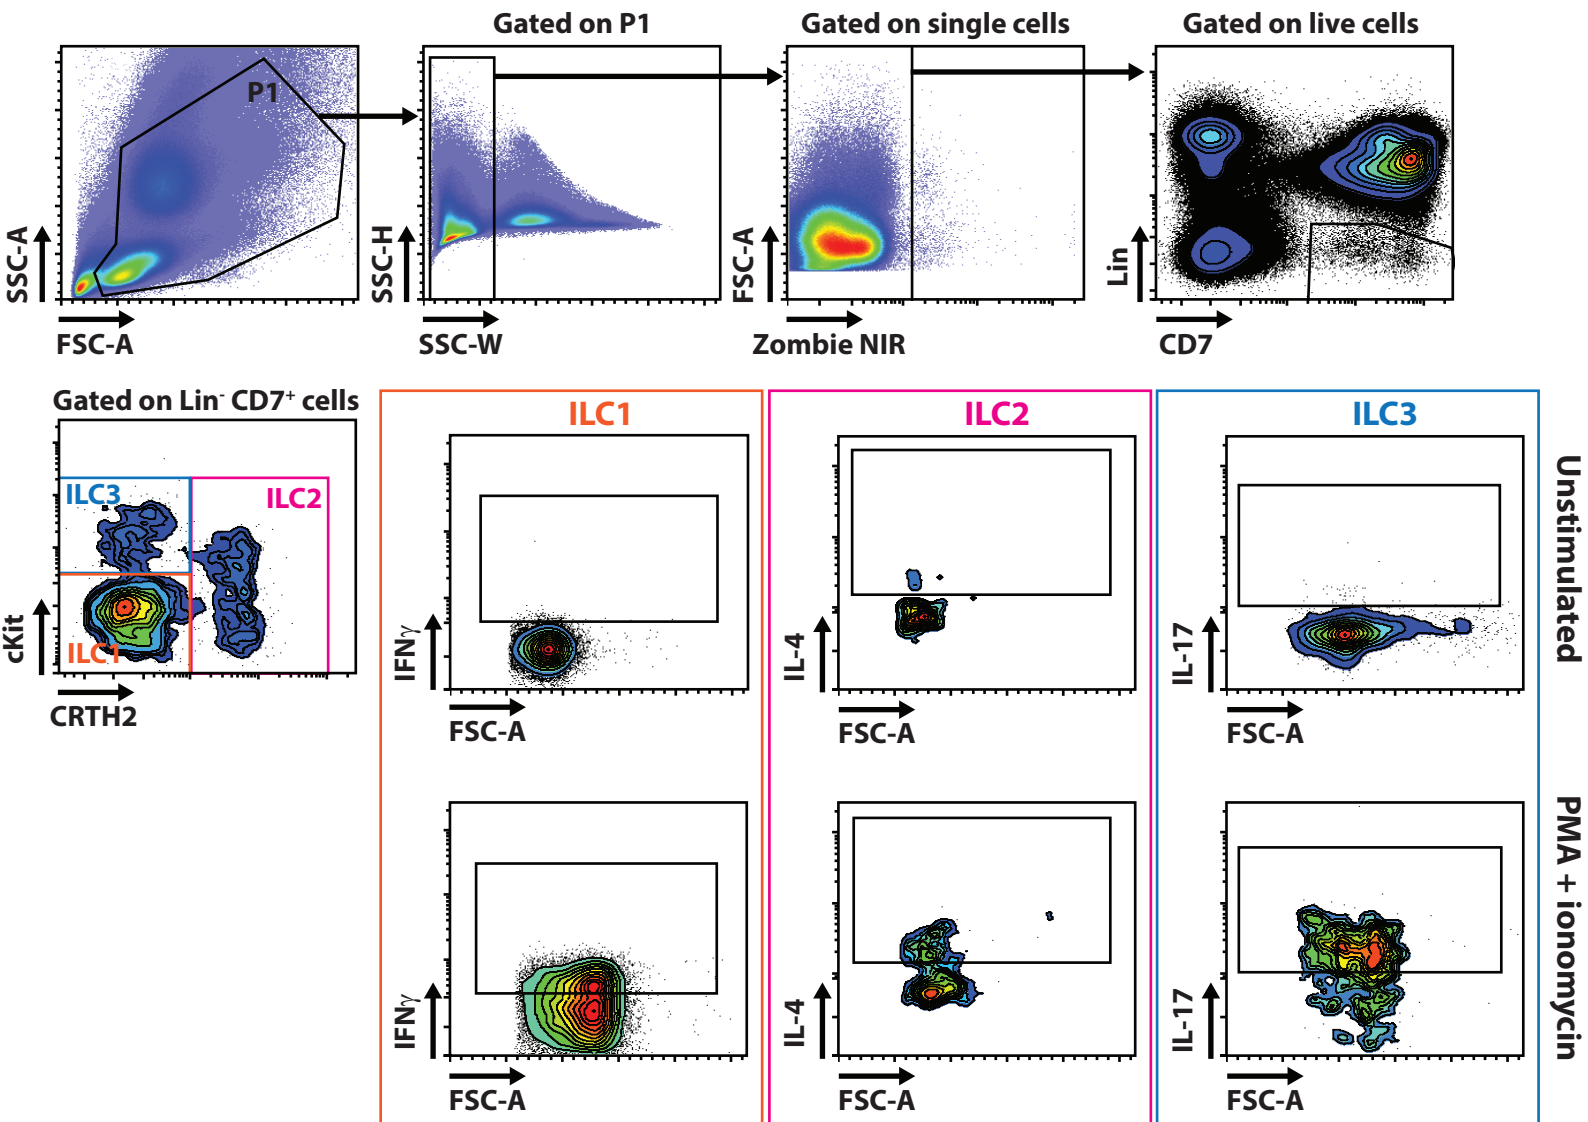 Gated on P1
Gated on single cells
Gated on live cells
P1
SSC-A
FSC-A
SSC-H
SSC-W
FSC-A
Zombie NIR
Lin
CD7
Gated on Lin⁻ CD7⁺ cells
ILC3
ILC2
ILC1
cKit
CRTH2
ILC1
ILC2
ILC3
IFNγ
FSC-A
IL-4
FSC-A
IL-17
FSC-A
Unstimulated
IFNγ
FSC-A
IL-4
FSC-A
IL-17
FSC-A
PMA + ionomycin